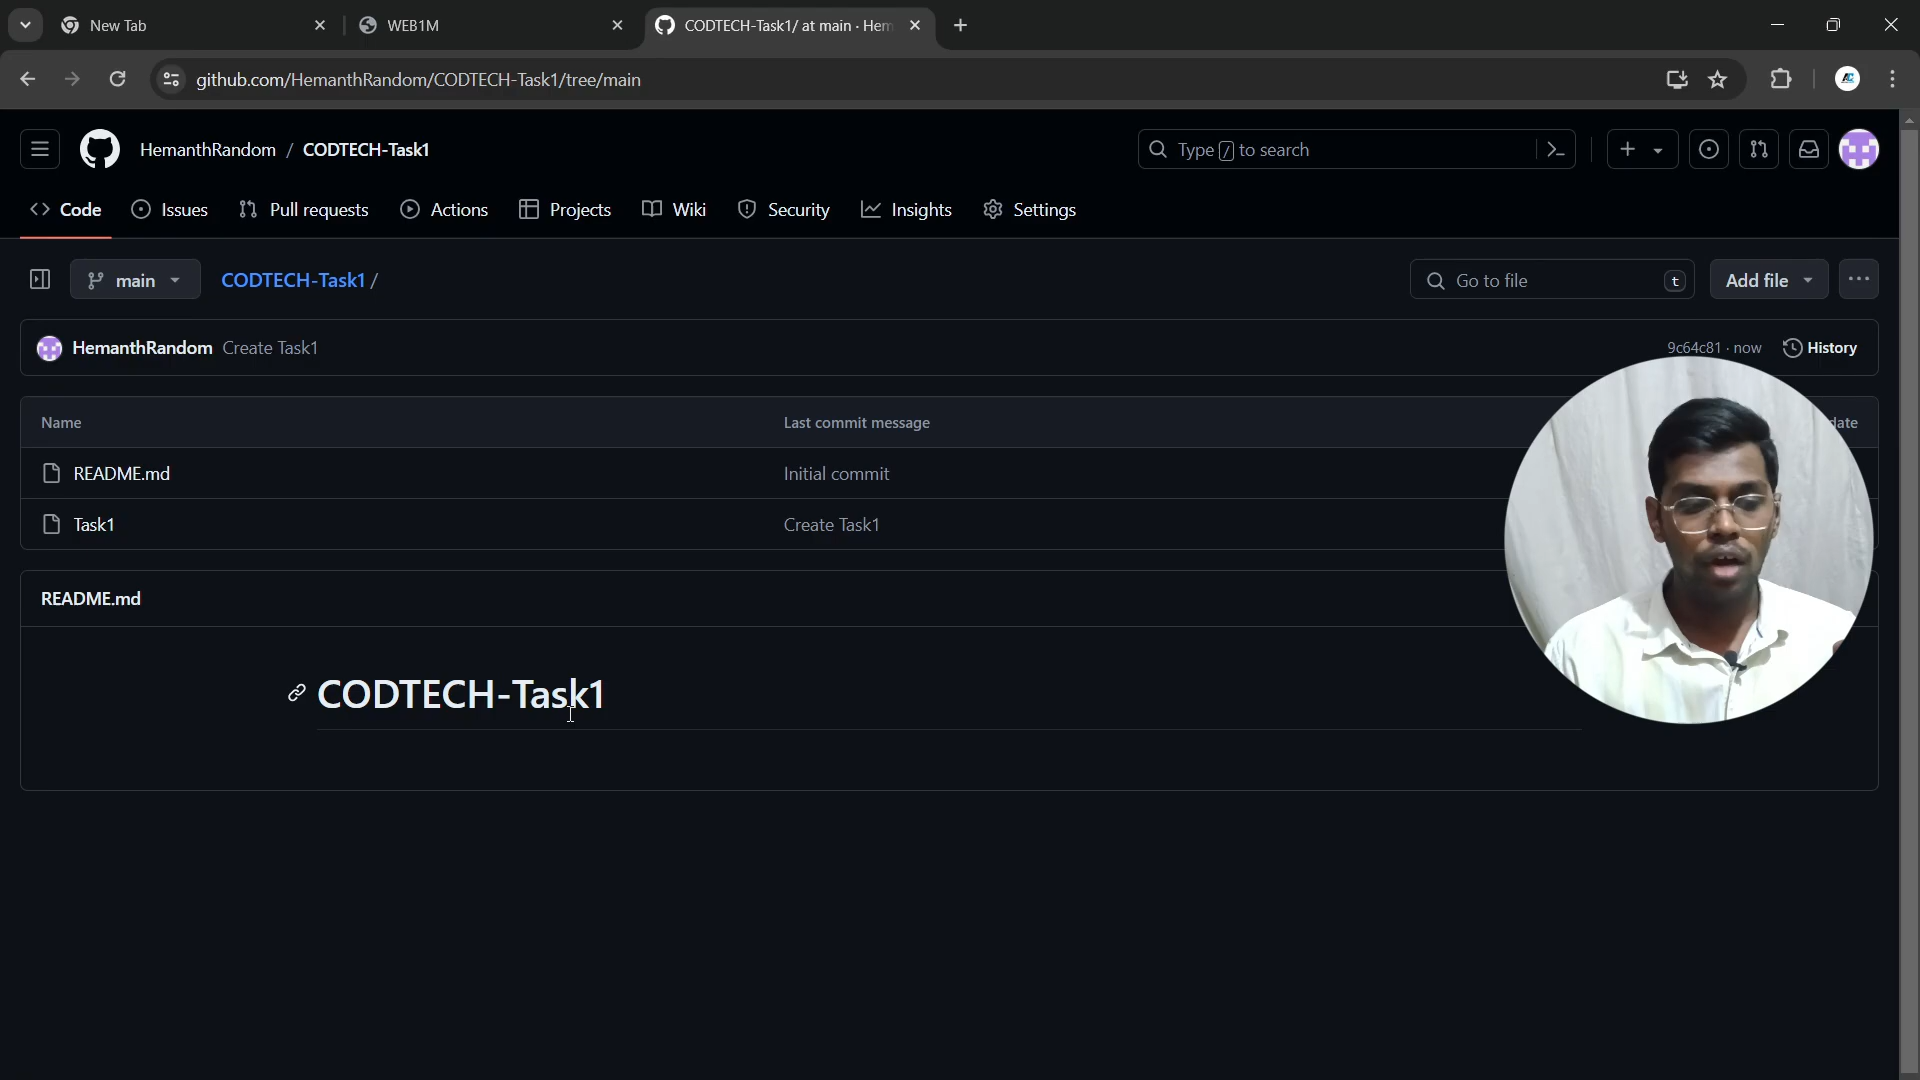 New Tab
WEB1M
CODTECH-Task1/ at main · Hem
github.com/HemanthRandom/CODTECH-Task1/tree/main
HemanthRandom / CODTECH-Task1
Type / to search
Code Issues Pull requests Actions Projects Wiki Security Insights Settings
main CODTECH-Task1 /
Go to file t
Add file
HemanthRandom Create Task1
9c64c81 · now History
Name Last commit message date
README.md Initial commit
Task1 Create Task1
README.md
CODTECH-Task1